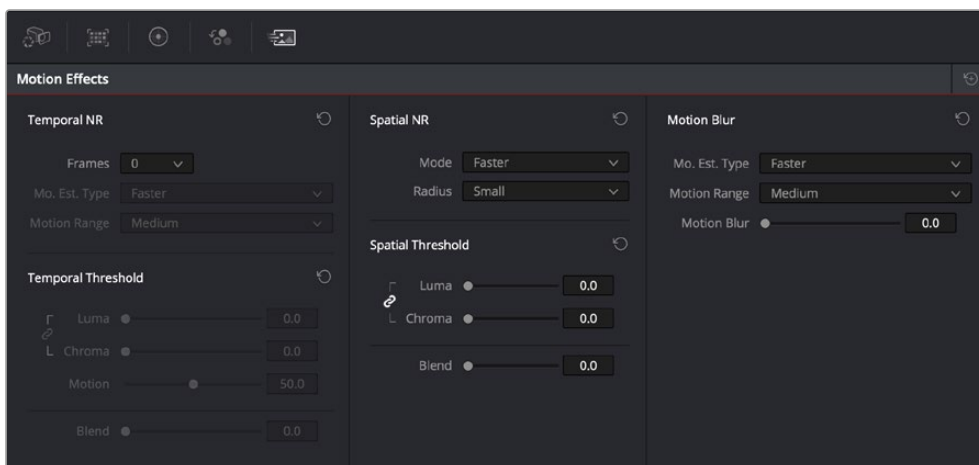 Motion Effects
Temporal NR
Frames 0
Mo. Est. Type Faster
Motion Range Medium
Temporal Threshold
Luma 0.0
Chroma 0.0
Motion 50.0
Blend 0.0
Spatial NR
Mode Faster
Radius Small
Spatial Threshold
Luma 0.0
Chroma 0.0
Blend 0.0
Motion Blur
Mo. Est. Type Faster
Motion Range Medium
Motion Blur 0.0